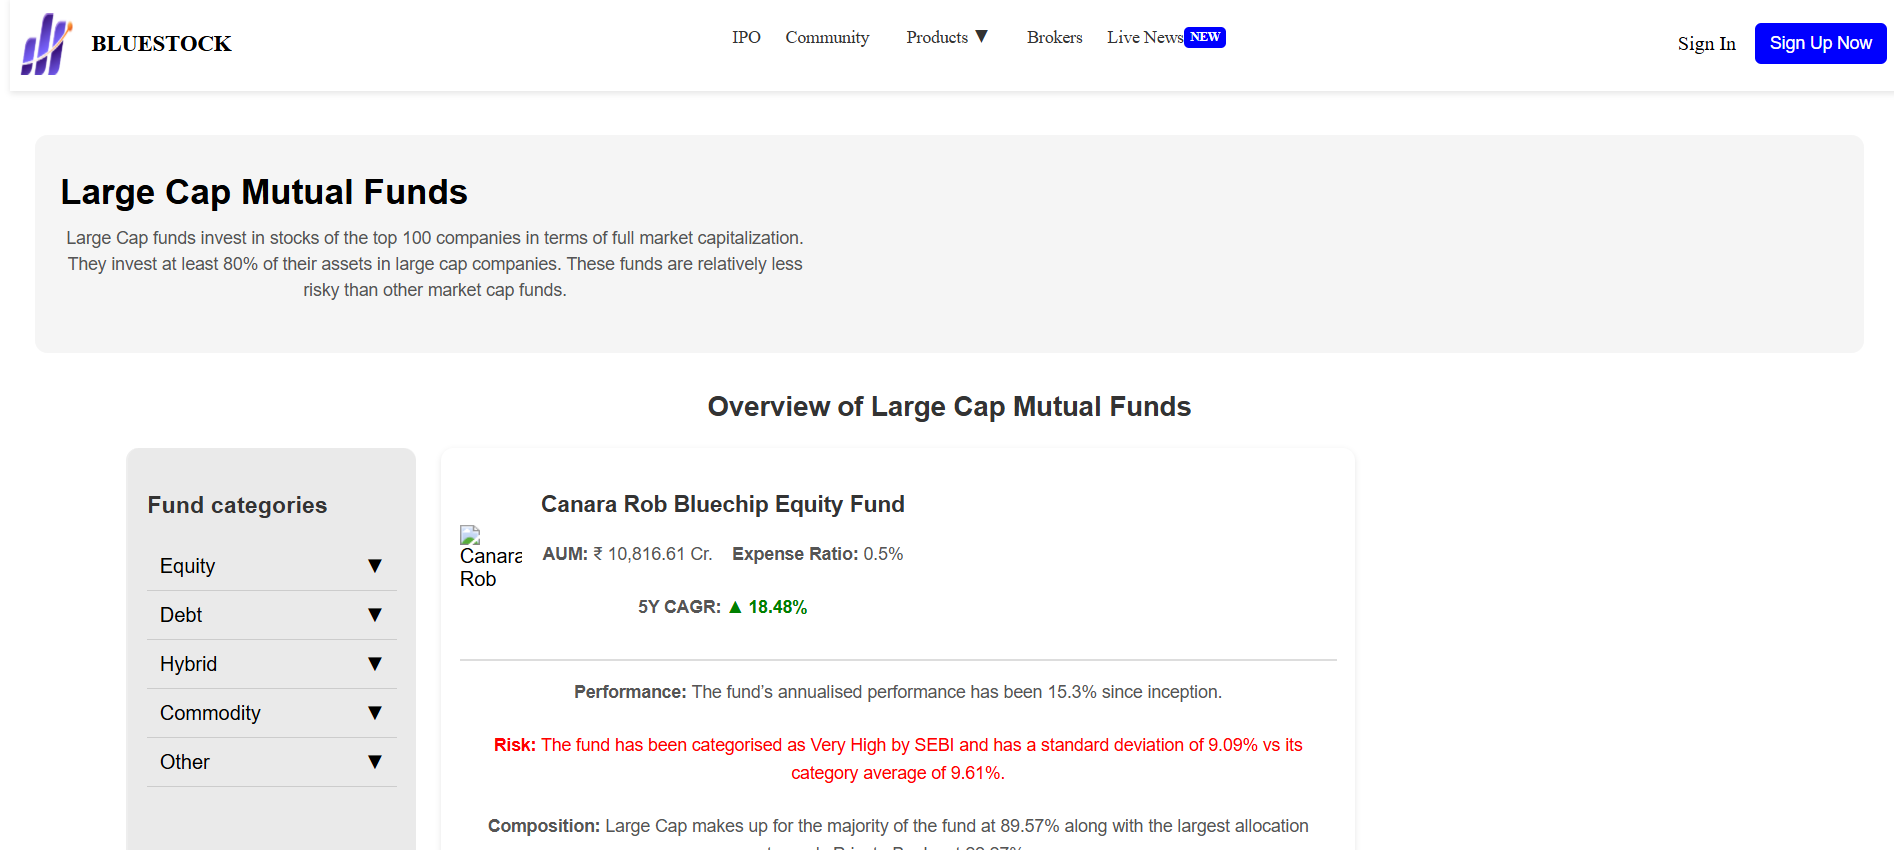 BLUESTOCK
IPO Community Products ▼ Brokers Live News NEW
Sign In Sign Up Now
Large Cap Mutual Funds
Large Cap funds invest in stocks of the top 100 companies in terms of full market capitalization.
They invest at least 80% of their assets in large cap companies. These funds are relatively less
risky than other market cap funds.
Overview of Large Cap Mutual Funds
Fund categories
Equity ▼
Debt ▼
Hybrid ▼
Commodity ▼
Other ▼
Canara Rob Bluechip Equity Fund
Canara
Rob
AUM: ₹ 10,816.61 Cr. Expense Ratio: 0.5%
5Y CAGR: ▲ 18.48%
Performance: The fund’s annualised performance has been 15.3% since inception.
Risk: The fund has been categorised as Very High by SEBI and has a standard deviation of 9.09% vs its
category average of 9.61%.
Composition: Large Cap makes up for the majority of the fund at 89.57% along with the largest allocation